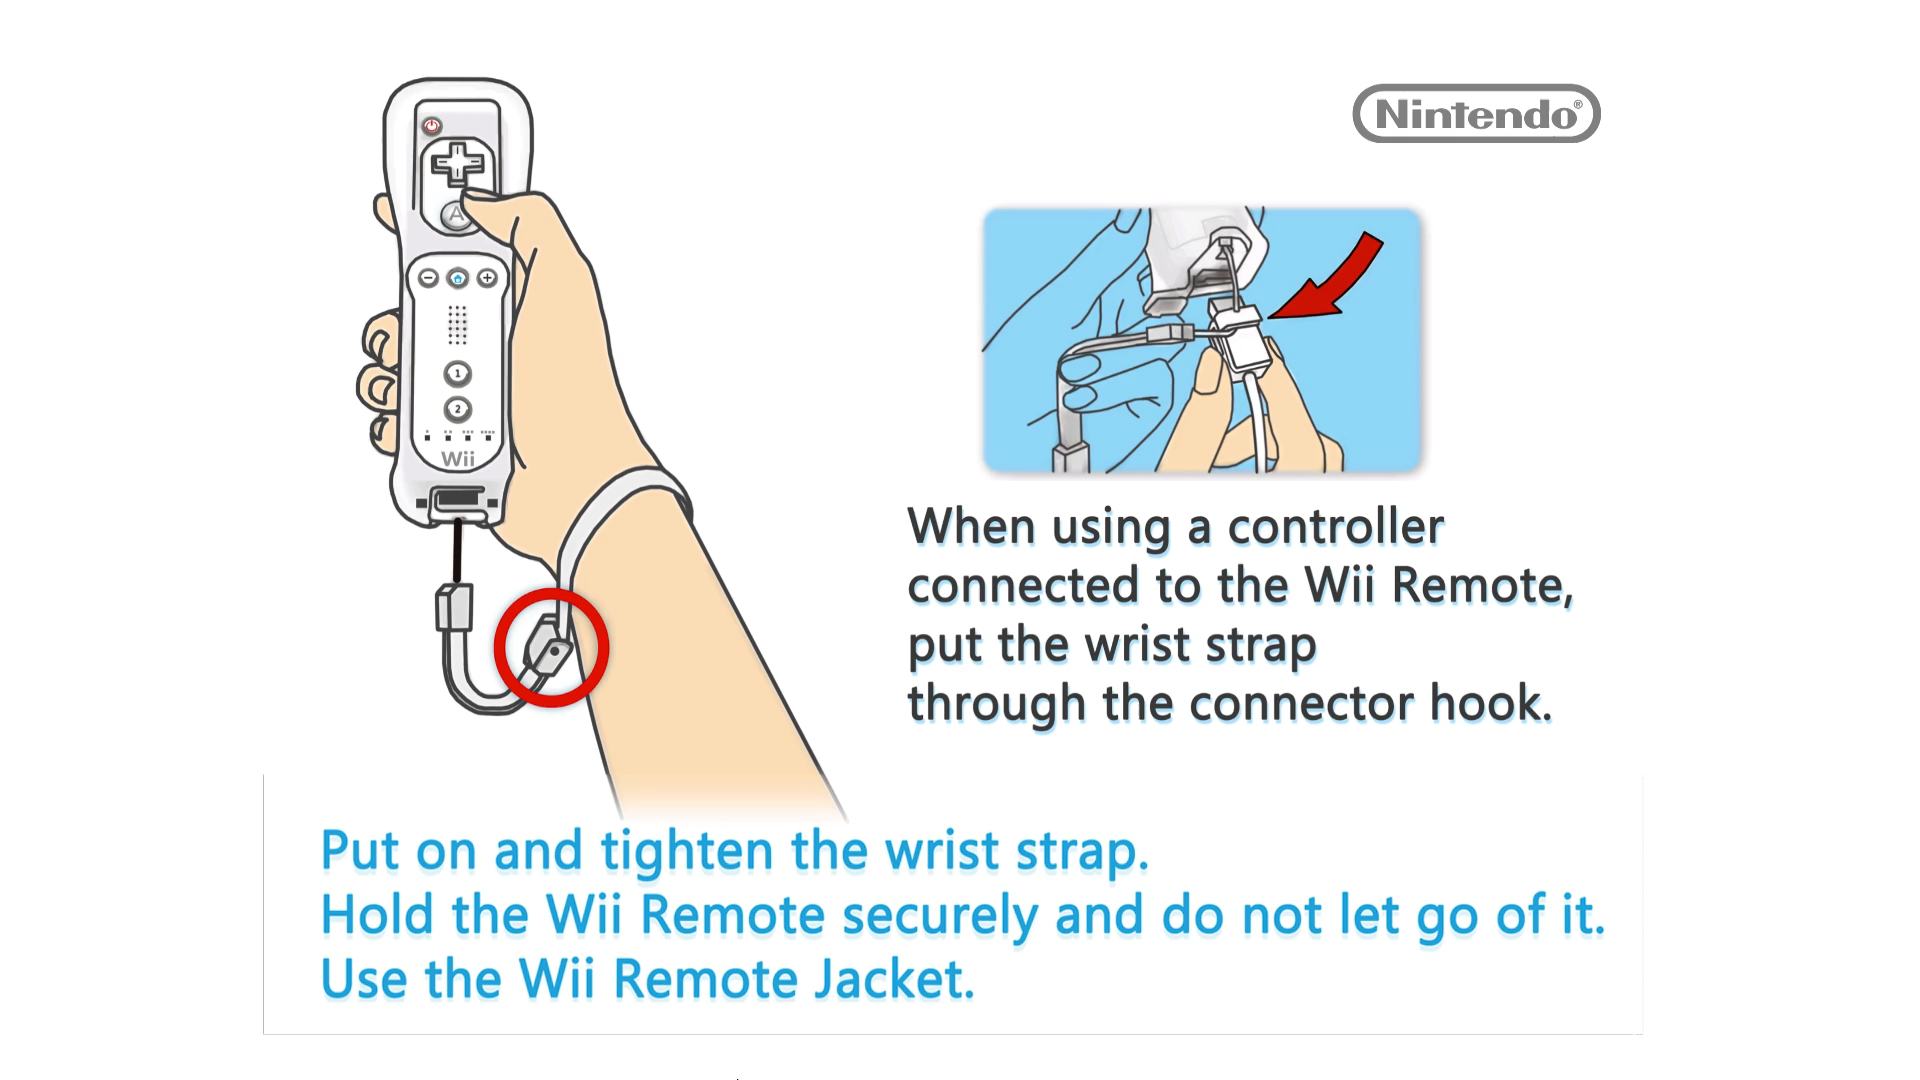 Nintendo®
A
1
2
Wii
When using a controller
connected to the Wii Remote,
put the wrist strap
through the connector hook.
Put on and tighten the wrist strap.
Hold the Wii Remote securely and do not let go of it.
Use the Wii Remote Jacket.